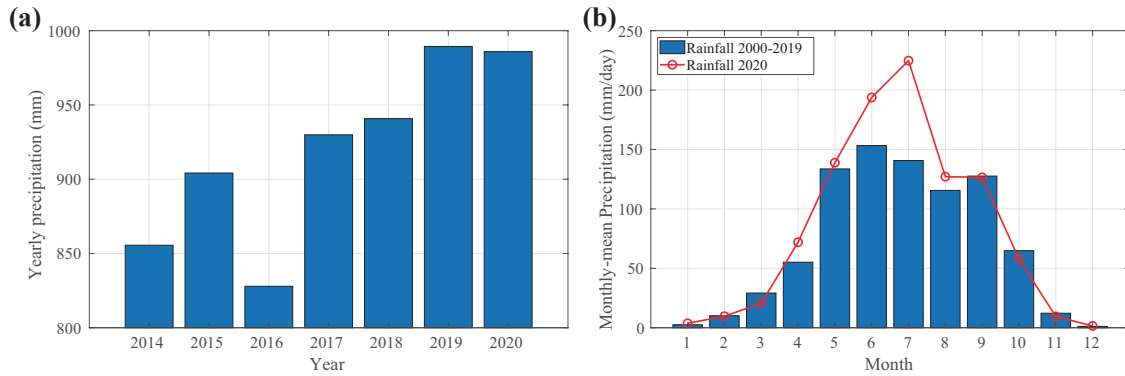 (a)
Yearly precipitation (mm)
1000
950
900
850
800
2014 2015 2016 2017 2018 2019 2020
Year
(b)
Monthly-mean Precipitation (mm/day)
250
200
150
100
50
0
Rainfall 2000-2019
Rainfall 2020
1 2 3 4 5 6 7 8 9 10 11 12
Month